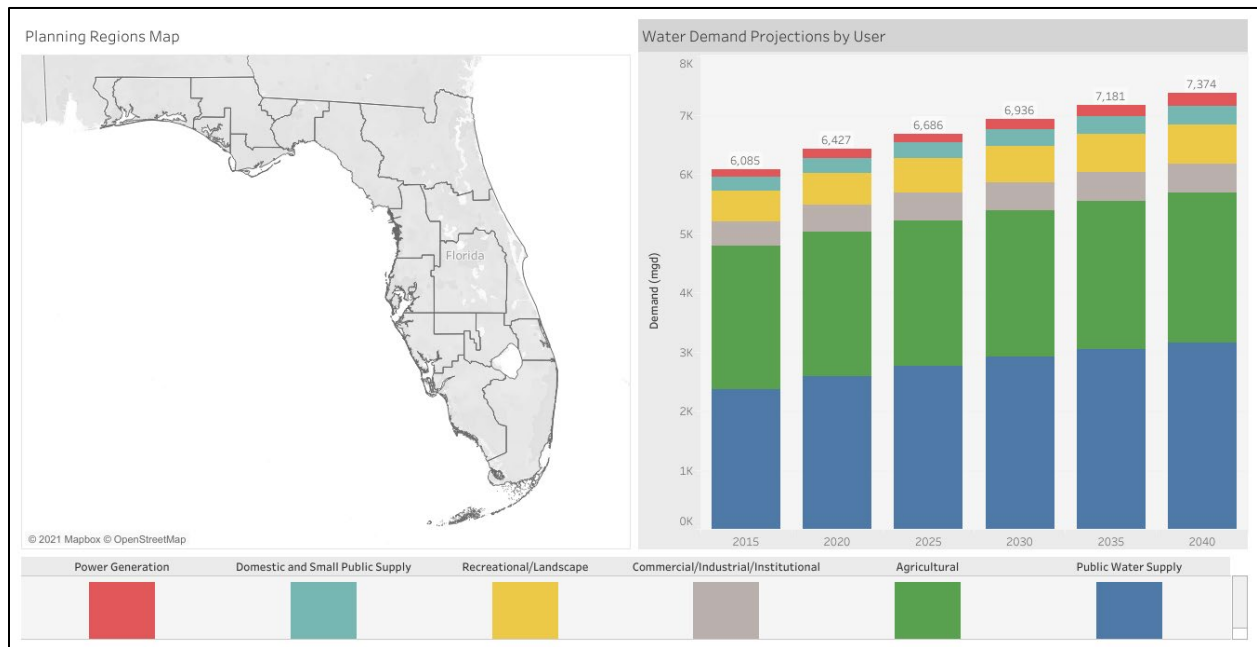 Planning Regions Map
Florida
© 2021 Mapbox © OpenStreetMap
Water Demand Projections by User
Demand (mgd)
8K
7K
6K
5K
4K
3K
2K
1K
0K
6,085
6,427
6,686
6,936
7,181
7,374
2015 2020 2025 2030 2035 2040
Power Generation Domestic and Small Public Supply Recreational/Landscape Commercial/Industrial/Institutional Agricultural Public Water Supply